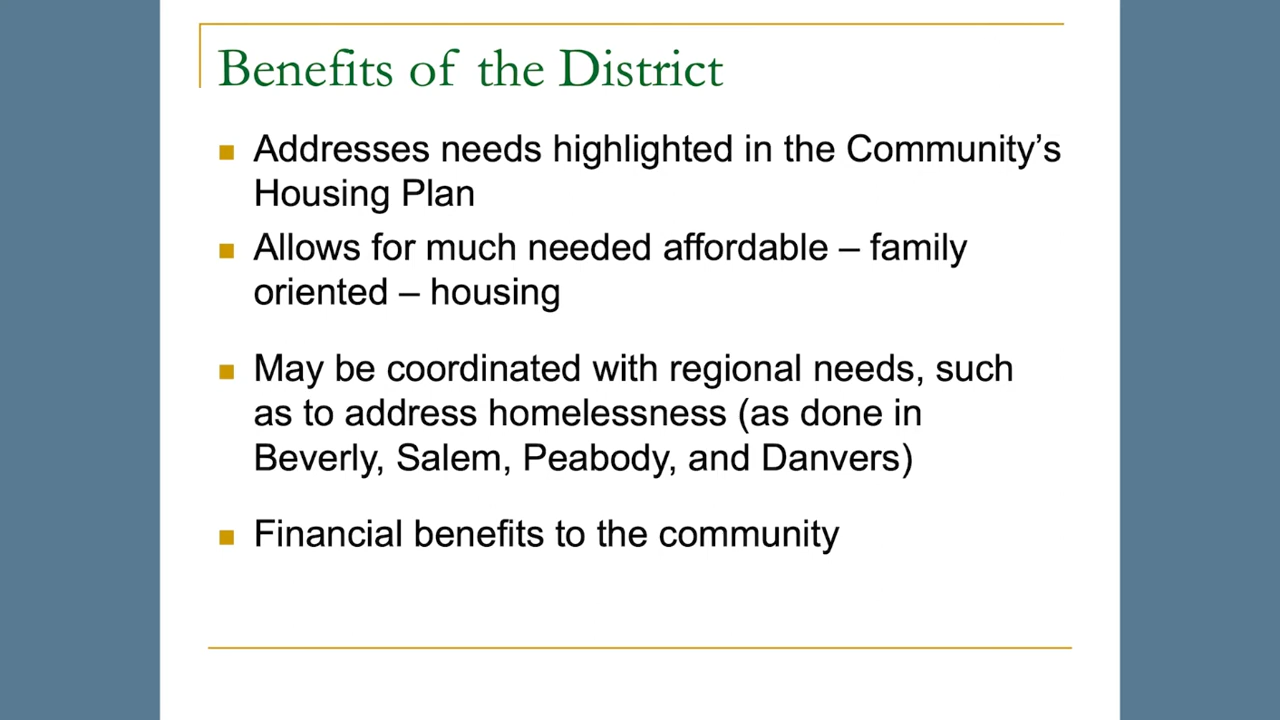 Benefits of the District
Addresses needs highlighted in the Community’s
Housing Plan
Allows for much needed affordable – family
oriented – housing
May be coordinated with regional needs, such
as to address homelessness (as done in
Beverly, Salem, Peabody, and Danvers)
Financial benefits to the community